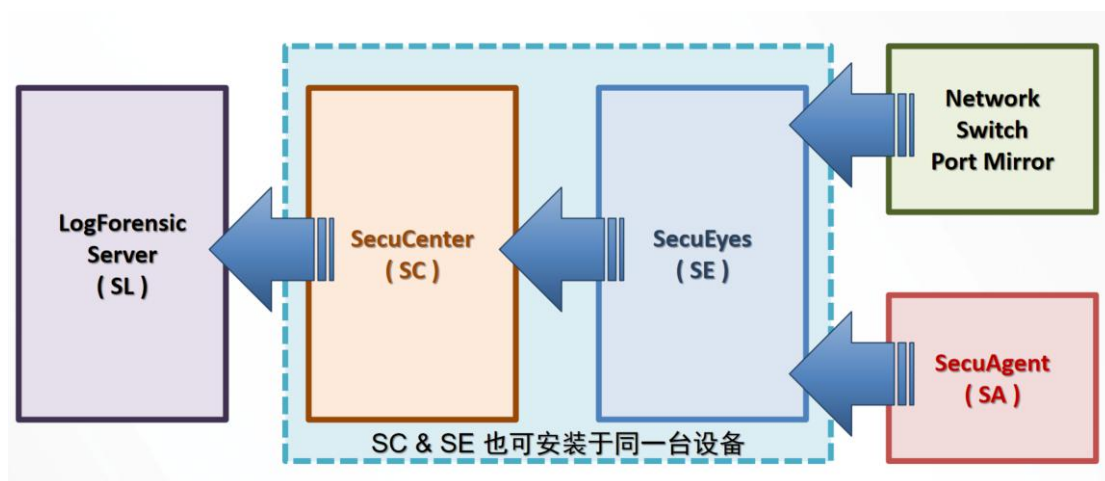 LogForensic
Server
( SL )
SecuCenter
( SC )
SecuEyes
( SE )
Network
Switch
Port Mirror
SecuAgent
( SA )
SC & SE 也可安装于同一台设备